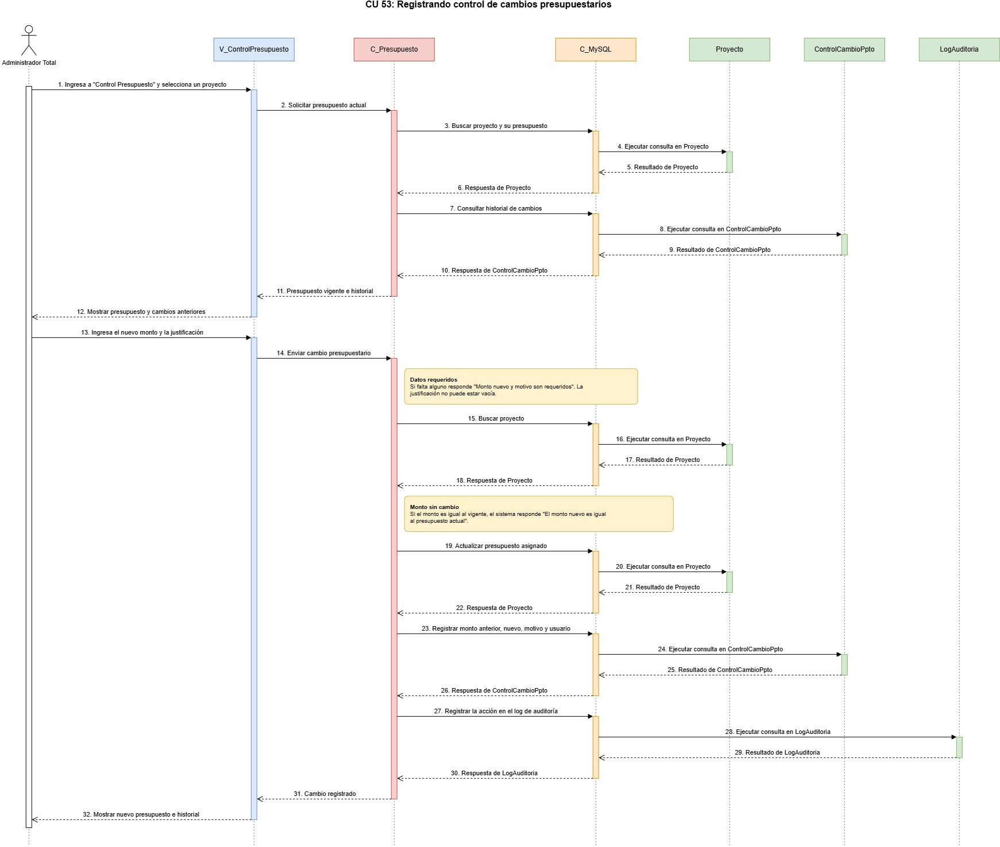 CU 53: Registrando control de cambios presupuestarios
Administrador Total
V_ControlPresupuesto
C_Presupuesto
C_MySQL
Proyecto
ControlCambioPpto
LogAuditoria
1. Ingresa a "Control Presupuesto" y selecciona un proyecto
2. Solicitar presupuesto actual
3. Buscar proyecto y su presupuesto
4. Ejecutar consulta en Proyecto
5. Resultado de Proyecto
6. Respuesta de Proyecto
7. Consultar historial de cambios
8. Ejecutar consulta en ControlCambioPpto
9. Resultado de ControlCambioPpto
10. Respuesta de ControlCambioPpto
11. Presupuesto vigente e historial
12. Mostrar presupuesto y cambios anteriores
13. Ingresa el nuevo monto y la justificación
14. Enviar cambio presupuestario
Datos requeridos
Si falta alguno responde "Monto nuevo y motivo son requeridos". La
justificación no puede estar vacía.
15. Buscar proyecto
16. Ejecutar consulta en Proyecto
17. Resultado de Proyecto
18. Respuesta de Proyecto
Monto sin cambio
Si el monto es igual al vigente, el sistema responde "El monto nuevo es igual
al presupuesto actual".
19. Actualizar presupuesto asignado
20. Ejecutar consulta en Proyecto
21. Resultado de Proyecto
22. Respuesta de Proyecto
23. Registrar monto anterior, nuevo, motivo y usuario
24. Ejecutar consulta en ControlCambioPpto
25. Resultado de ControlCambioPpto
26. Respuesta de ControlCambioPpto
27. Registrar la acción en el log de auditoría
28. Ejecutar consulta en LogAuditoria
29. Resultado de LogAuditoria
30. Respuesta de LogAuditoria
31. Cambio registrado
32. Mostrar nuevo presupuesto e historial